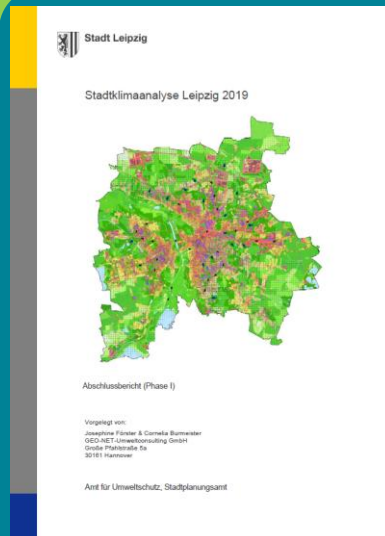 Stadt Leipzig
Stadtklimaanalyse Leipzig 2019
Abschlussbericht (Phase I)
Vorgelegt von:
Josephine Förster & Cornelia Burmeister
GEO-NET-Umweltconsulting GmbH
Große Pfahlstraße 5a
30161 Hannover
Amt für Umweltschutz, Stadtplanungsamt